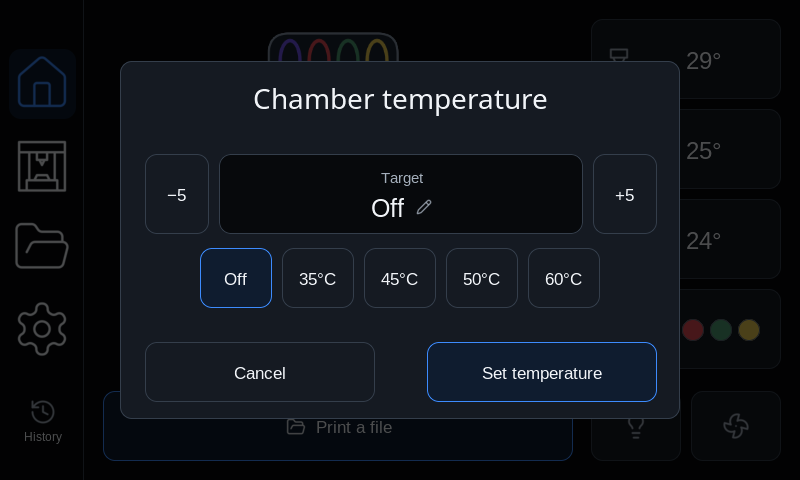 Chamber temperature
−5
Target
Off
+5
Off
35°C
45°C
50°C
60°C
Cancel
Set temperature
29°
25°
24°
Print a file
History